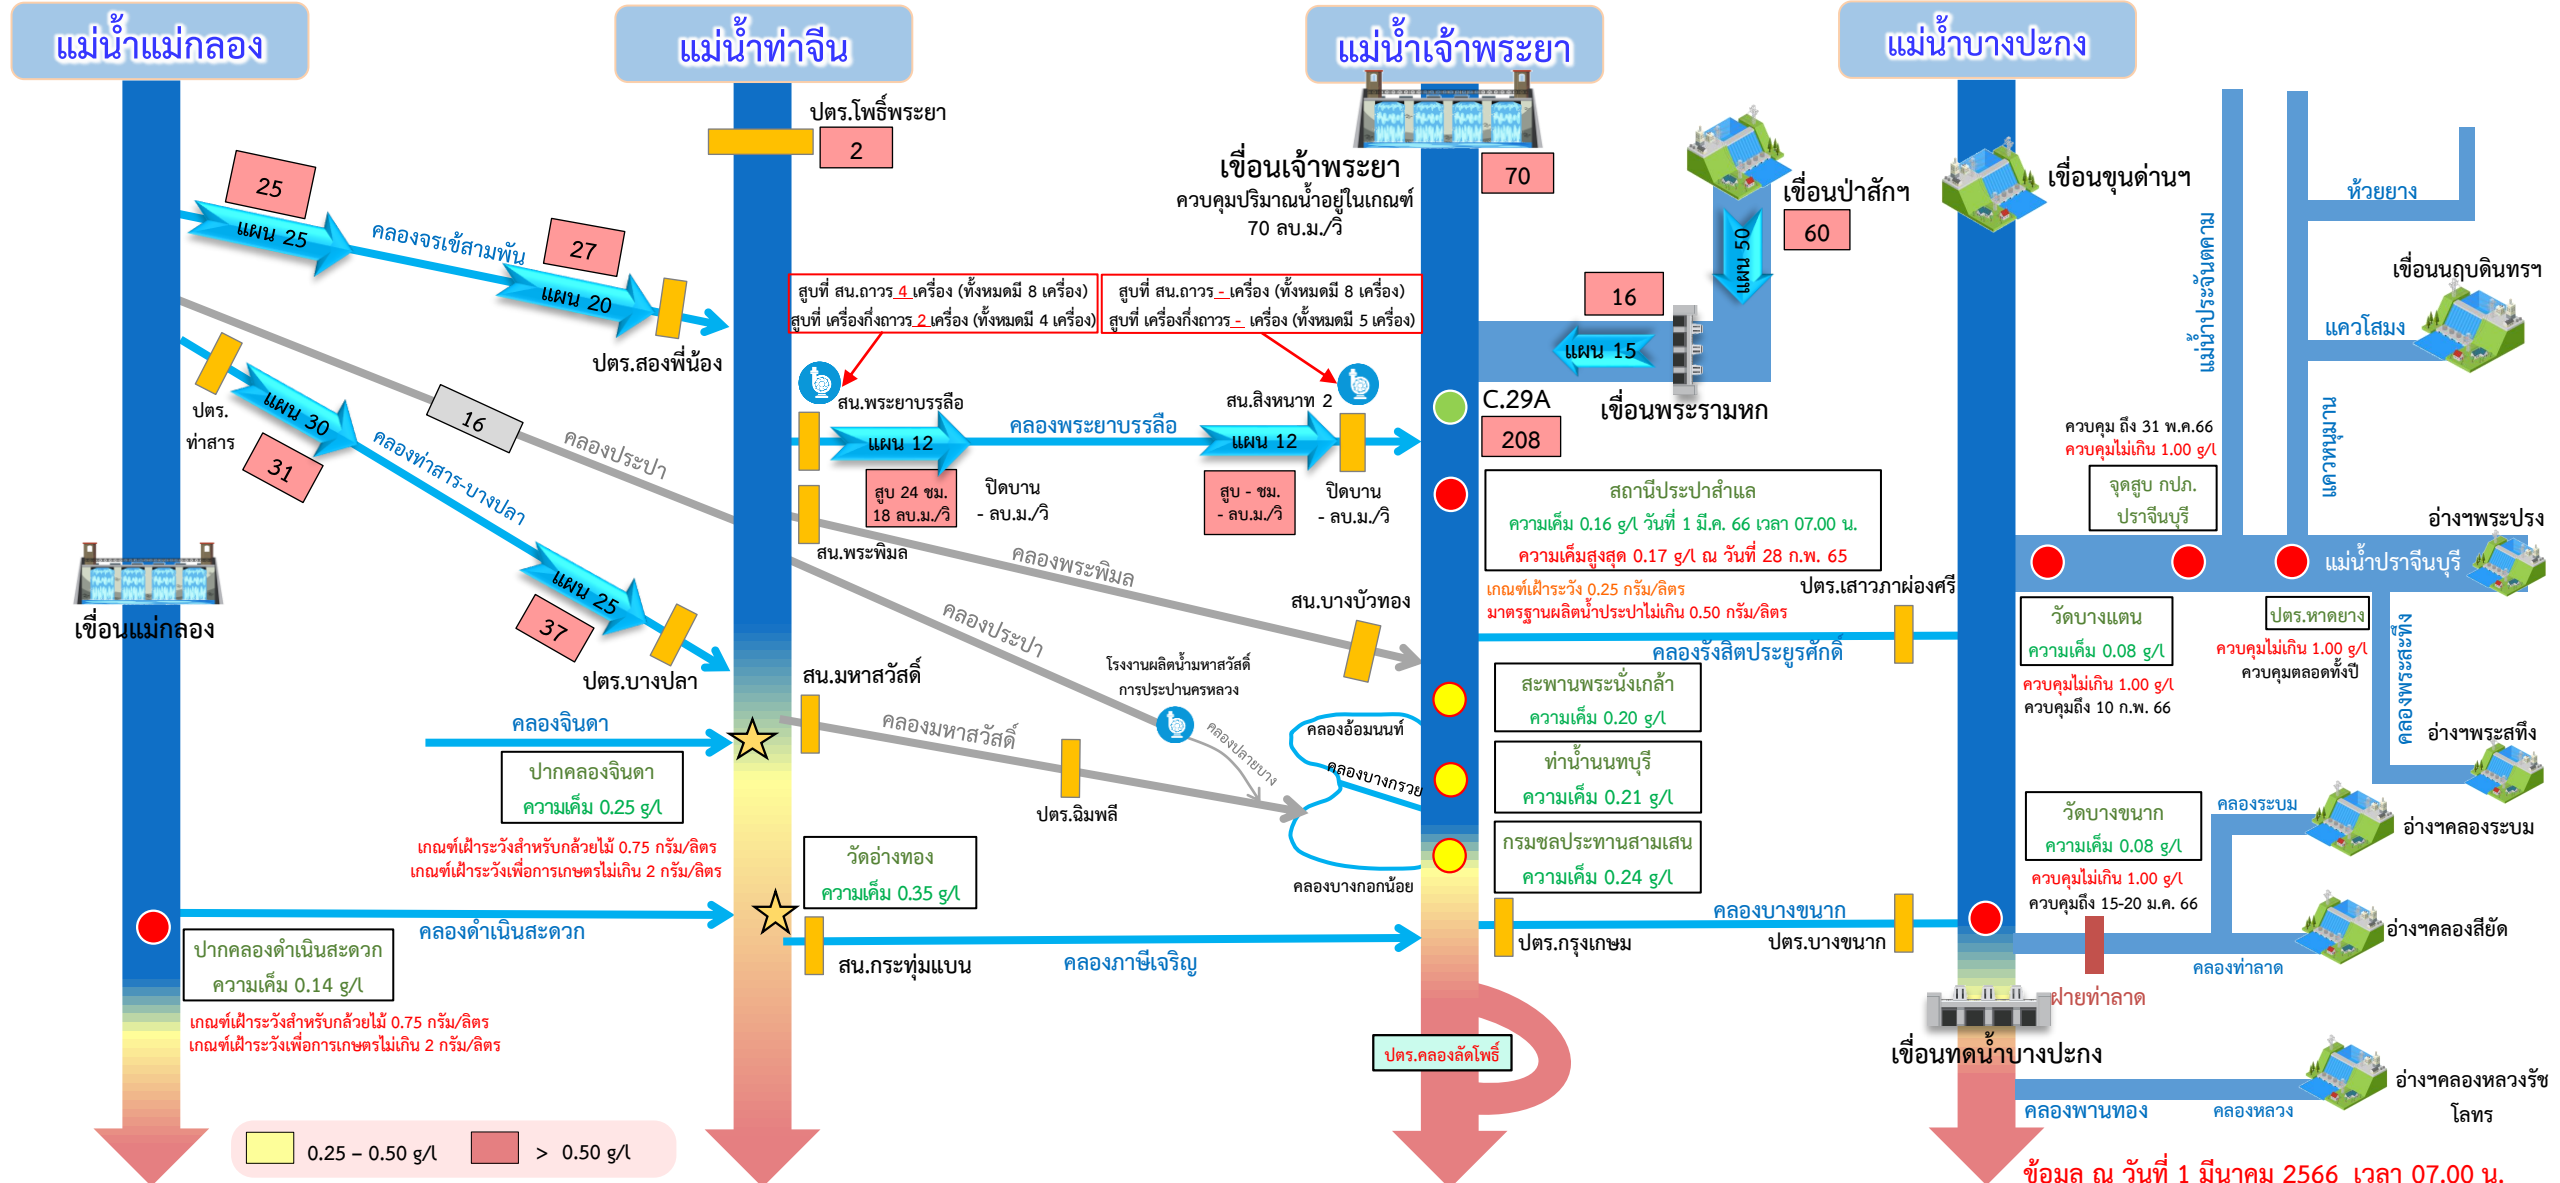 แม่น้ำแม่กลอง
แม่น้ำท่าจีน
แม่น้ำเจ้าพระยา
แม่น้ำบางปะกง
ปตร.โพธิ์พระยา
2
25
แผน 25
คลองจรเข้สามพัน
27
แผน 20
ปตร.สองพี่น้อง
ปตร.
ท่าสาร
แผน 30
31
คลองท่าสาร-บางปลา
16
คลองประปา
แผน 25
37
ปตร.บางปลา
เขื่อนแม่กลอง
เขื่อนเจ้าพระยา
ควบคุมปริมาณน้ำอยู่ในเกณฑ์
70 ลบ.ม./วิ
70
เขื่อนป่าสักฯ
60
แผน 50
16
แผน 15
เขื่อนพระรามหก
สูบที่ สน.ถาวร 4 เครื่อง (ทั้งหมดมี 8 เครื่อง)
สูบที่ เครื่องกึ่งถาวร 2 เครื่อง (ทั้งหมดมี 4 เครื่อง)
สูบที่ สน.ถาวร - เครื่อง (ทั้งหมดมี 8 เครื่อง)
สูบที่ เครื่องกึ่งถาวร - เครื่อง (ทั้งหมดมี 5 เครื่อง)
สน.พระยาบรรลือ
แผน 12
คลองพระยาบรรลือ
สน.สิงหนาท 2
แผน 12
สูบ 24 ชม.
18 ลบ.ม./วิ
ปิดบาน
- ลบ.ม./วิ
สูบ - ชม.
- ลบ.ม./วิ
ปิดบาน
- ลบ.ม./วิ
C.29A
208
สน.พระพิมล
คลองพระพิมล
สน.บางบัวทอง
คลองประปา
โรงงานผลิตน้ำมหาสวัสดิ์
การประปานครหลวง
สถานีประปาสำแล
ความเค็ม 0.16 g/l วันที่ 1 มี.ค. 66 เวลา 07.00 น.
ความเค็มสูงสุด 0.17 g/l ณ วันที่ 28 ก.พ. 65
เกณฑ์เฝ้าระวัง 0.25 กรัม/ลิตร
มาตรฐานผลิตน้ำประปาไม่เกิน 0.50 กรัม/ลิตร
ปตร.เสาวภาผ่องศรี
คลองรังสิตประยูรศักดิ์
สน.มหาสวัสดิ์
คลองมหาสวัสดิ์
ปตร.ฉิมพลี
คลองปลายบาง
คลองอ้อมนนท์
คลองบางกรวย
คลองบางกอกน้อย
สะพานพระนั่งเกล้า
ความเค็ม 0.20 g/l
ท่าน้ำนนทบุรี
ความเค็ม 0.21 g/l
กรมชลประทานสามเสน
ความเค็ม 0.24 g/l
คลองจินดา
ปากคลองจินดา
ความเค็ม 0.25 g/l
เกณฑ์เฝ้าระวังสำหรับกล้วยไม้ 0.75 กรัม/ลิตร
เกณฑ์เฝ้าระวังเพื่อการเกษตรไม่เกิน 2 กรัม/ลิตร
วัดอ่างทอง
ความเค็ม 0.35 g/l
คลองดำเนินสะดวก
ปากคลองดำเนินสะดวก
ความเค็ม 0.14 g/l
เกณฑ์เฝ้าระวังสำหรับกล้วยไม้ 0.75 กรัม/ลิตร
เกณฑ์เฝ้าระวังเพื่อการเกษตรไม่เกิน 2 กรัม/ลิตร
สน.กระทุ่มแบน
คลองภาษีเจริญ
ปตร.กรุงเกษม
คลองบางขนาก
ปตร.บางขนาก
ปตร.คลองลัดโพธิ์
เขื่อนขุนด่านฯ
แม่น้ำประจันตคาม
ห้วยยาง
เขื่อนนฤบดินทรฯ
แควโสมง
แควหนุมาน
ควบคุม ถึง 31 พ.ค.66
ควบคุมไม่เกิน 1.00 g/l
จุดสูบ กปภ.
ปราจีนบุรี
อ่างฯพระปรง
แม่น้ำปราจีนบุรี
วัดบางแตน
ความเค็ม 0.08 g/l
ควบคุมไม่เกิน 1.00 g/l
ควบคุมถึง 10 ก.พ. 66
ปตร.หาดยาง
ควบคุมไม่เกิน 1.00 g/l
ควบคุมตลอดทั้งปี
คลองพระสะทึง
อ่างฯพระสทึง
วัดบางขนาก
ความเค็ม 0.08 g/l
ควบคุมไม่เกิน 1.00 g/l
ควบคุมถึง 15-20 ม.ค. 66
คลองระบม
อ่างฯคลองระบม
อ่างฯคลองสียัด
คลองท่าลาด
ฝายท่าลาด
เขื่อนทดน้ำบางปะกง
คลองพานทอง
คลองหลวง
อ่างฯคลองหลวงรัช
โลทร
0.25 – 0.50 g/l
> 0.50 g/l
ข้อมูล ณ วันที่ 1 มีนาคม 2566 เวลา 07.00 น.